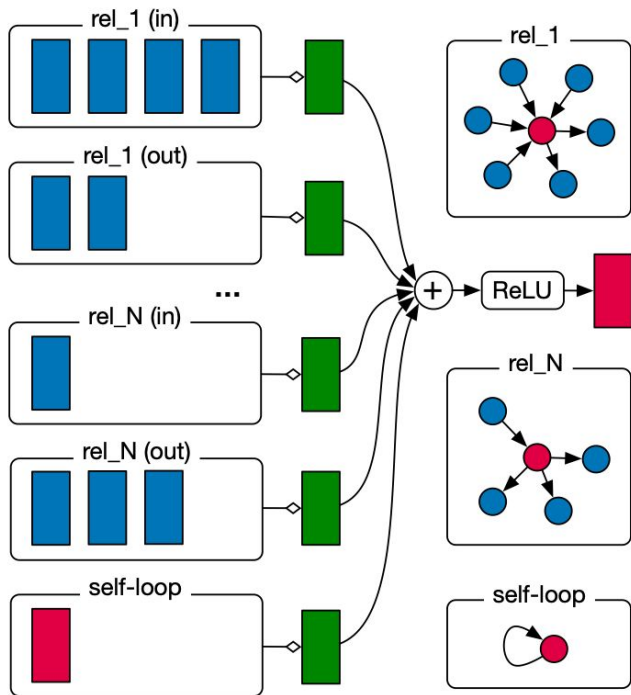 rel_1 (in)
rel_1 (out)
...
rel_N (in)
rel_N (out)
self-loop
+
ReLU
rel_1
rel_N
self-loop